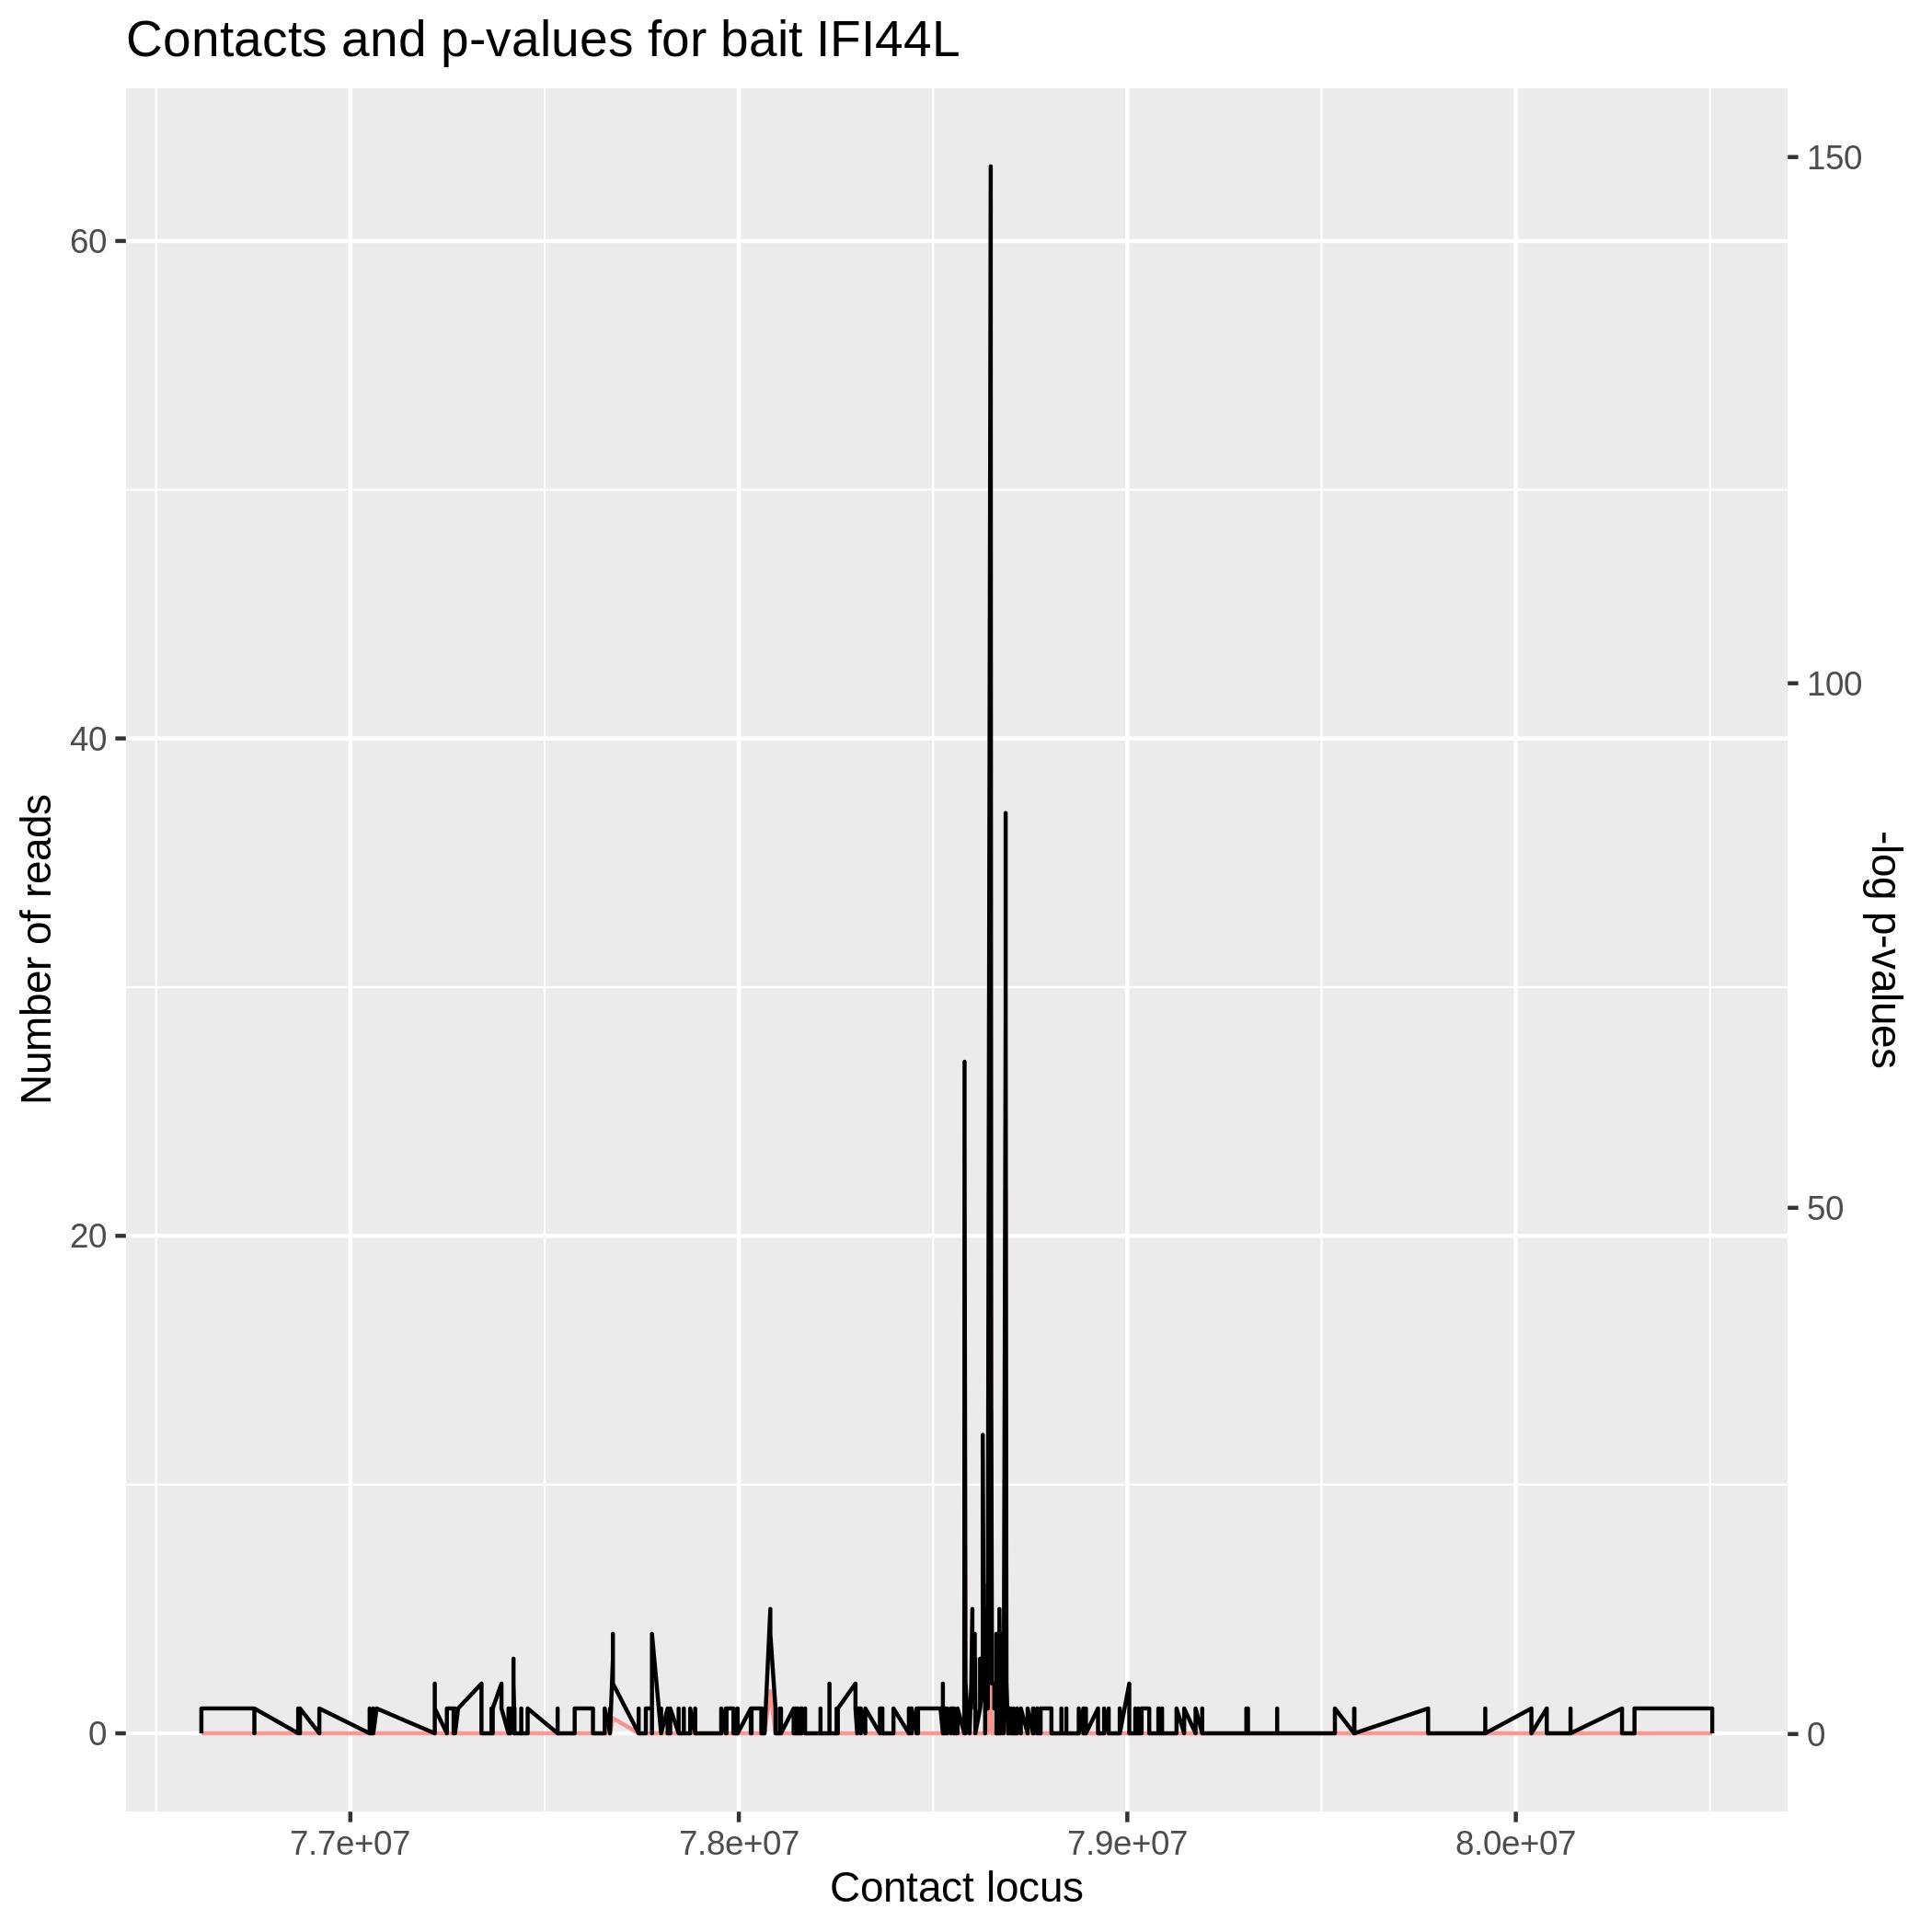 Contacts and p-values for bait IFI44L
60
40
20
0
150
100
50
0
Number of reads
-log p-values
7.7e+07 7.8e+07 7.9e+07 8.0e+07
Contact locus